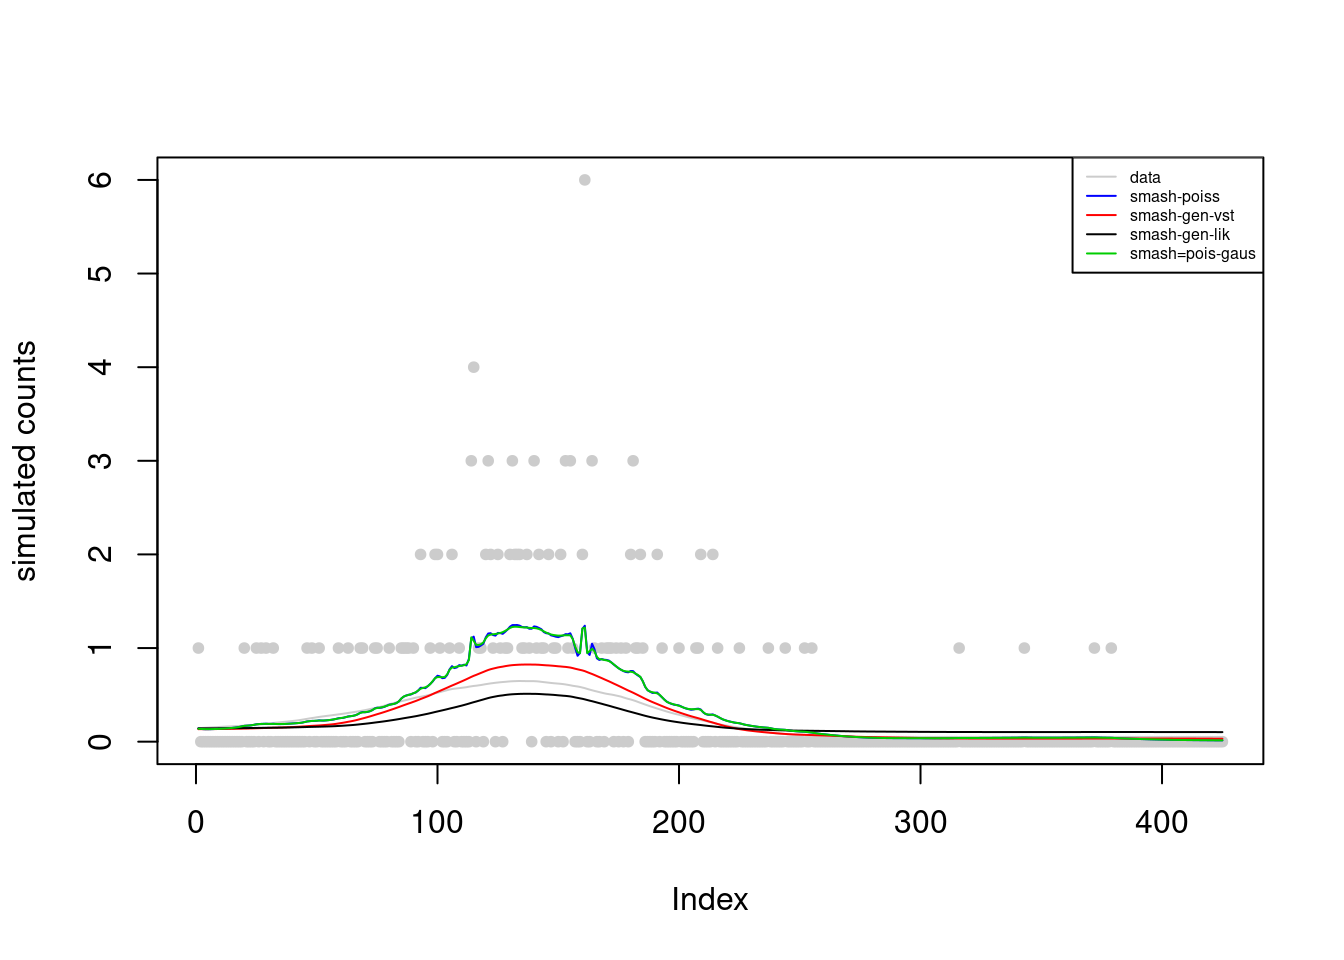 data
smash-poiss
smash-gen-vst
smash-gen-lik
smash=pois-gaus
6
5
4
3
2
1
0
simulated counts
0 100 200 300 400
Index